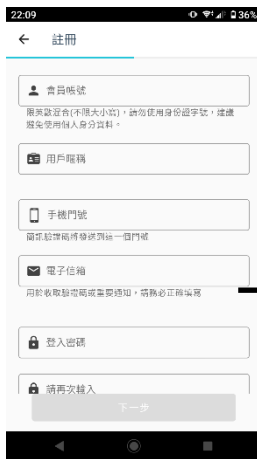 22:09
36%
註冊
會員帳號
限英數混合(不限大小寫)，請勿使用身份證字號，建議
避免使用個人身分資料。
用戶暱稱
手機門號
簡訊驗證碼將發送到這一個門號
電子信箱
用於收取驗證碼或重要通知，請務必正確填寫
登入密碼
請再次輸入
下一步